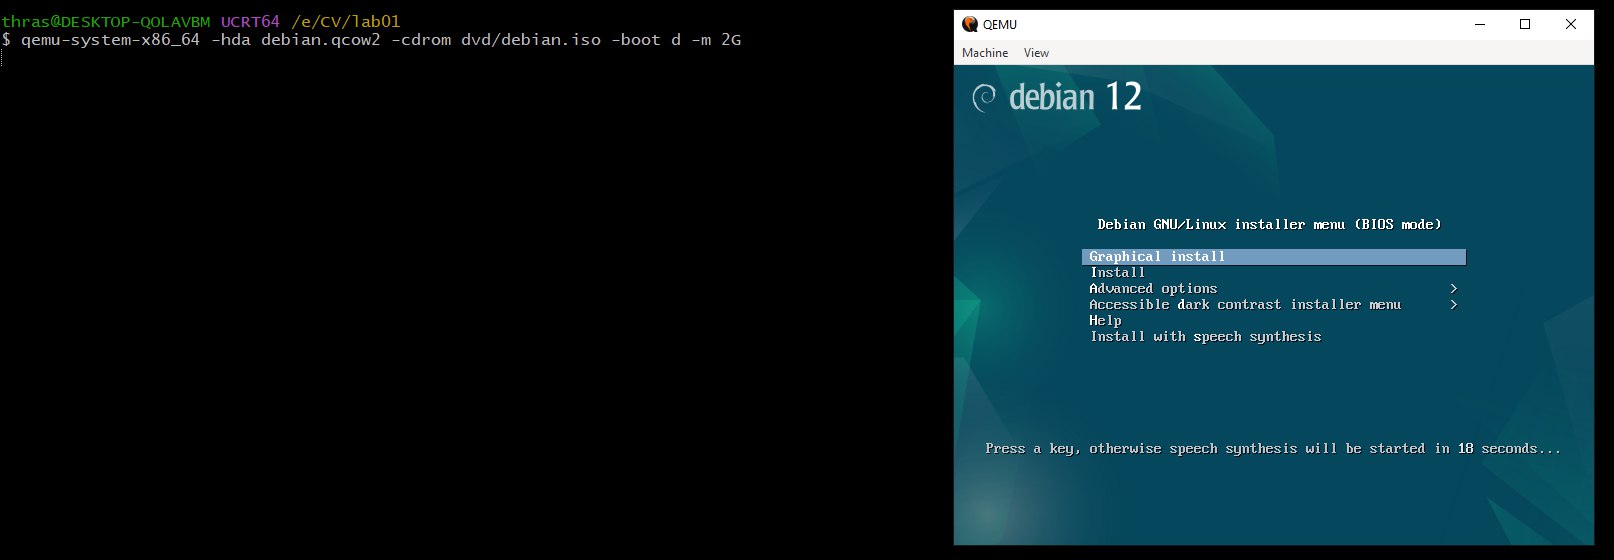 thras@DESKTOP-QOLAVBM UCRT64 /e/CV/lab01
$ qemu-system-x86_64 -hda debian.qcow2 -cdrom dvd/debian.iso -boot d -m 2G
QEMU
Machine View
debian 12
Debian GNU/Linux installer menu (BIOS mode)
Graphical install
Install
Advanced options >
Accessible dark contrast installer menu >
Help
Install with speech synthesis
Press a key, otherwise speech synthesis will be started in 18 seconds...